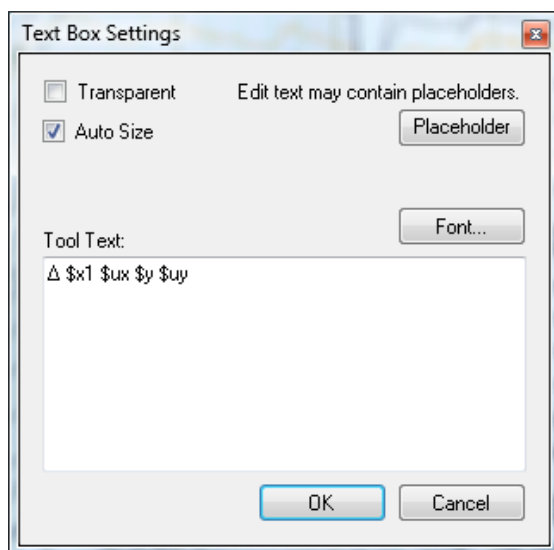 Text Box Settings
Transparent
Edit text may contain placeholders.
Auto Size
Placeholder
Font...
Tool Text:
Δ $x1 $ux $y $uy
OK
Cancel